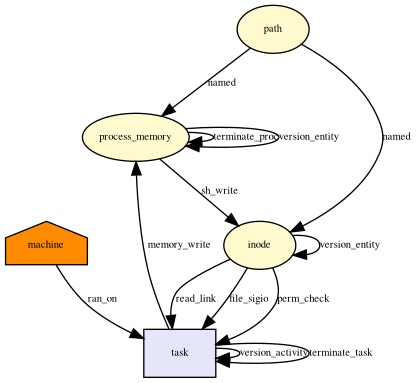 path
named
process_memory
terminate_proc
version_entity
named
sh_write
machine
memory_write
inode
version_entity
ran_on
read_link
file_sigio
perm_check
task
version_activity
terminate_task